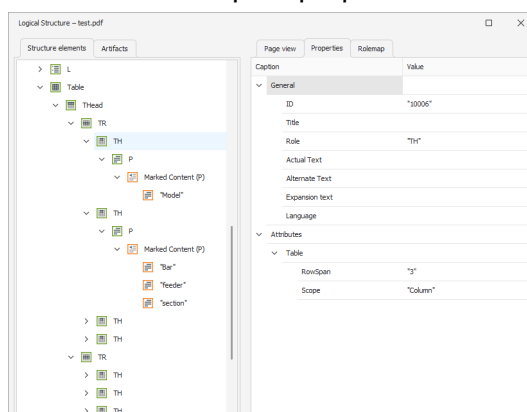 Logical Structure – test.pdf
Structure elements
Artifacts
L
Table
THead
TR
TH
P
Marked Content (P)
"Model"
TH
P
Marked Content (P)
"Bar"
"feeder"
"section"
TH
TH
TR
TH
TH
TH
Page view
Properties
Rolemap
Caption Value
General
ID "10006"
Title
Role "TH"
Actual Text
Alternate Text
Expansion text
Language
Attributes
Table
RowSpan "3"
Scope "Column"